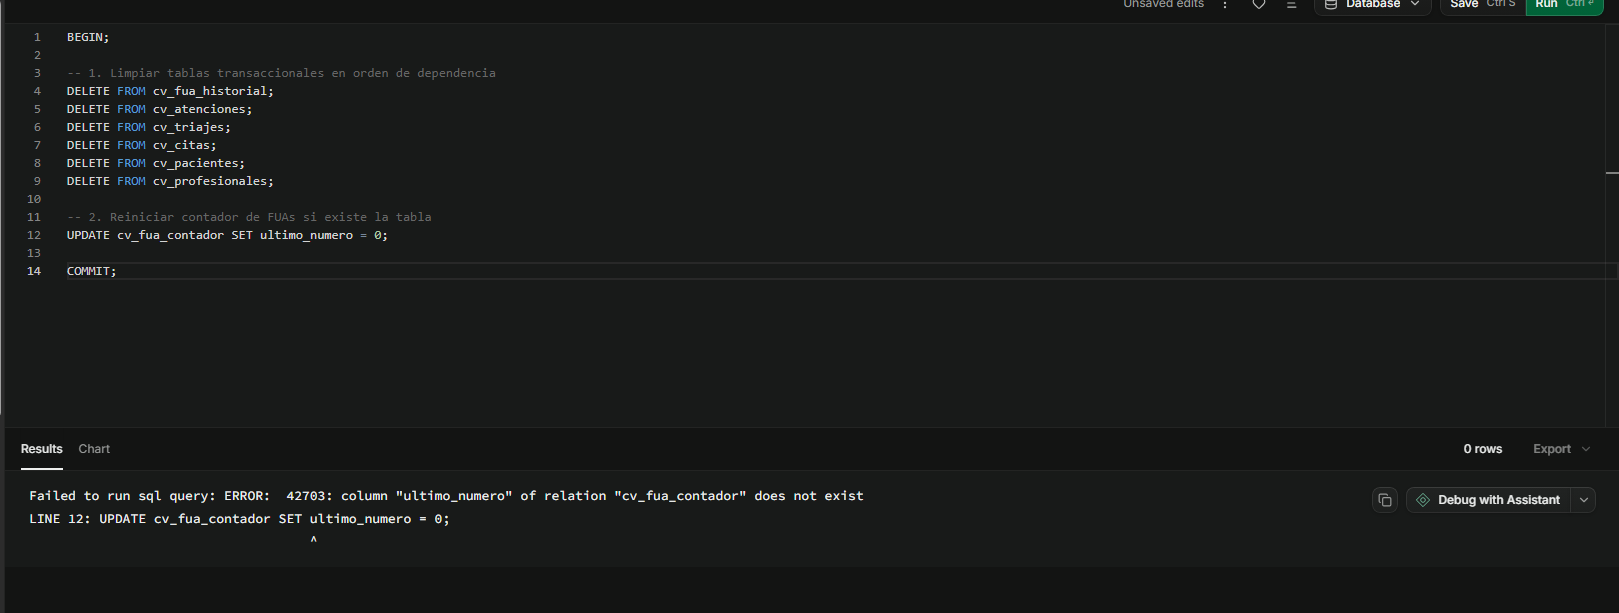 Unsaved edits
Database
Save Ctrl S
Run Ctrl
1 BEGIN;
2
3 -- 1. Limpiar tablas transaccionales en orden de dependencia
4 DELETE FROM cv_fua_historial;
5 DELETE FROM cv_atenciones;
6 DELETE FROM cv_triajes;
7 DELETE FROM cv_citas;
8 DELETE FROM cv_pacientes;
9 DELETE FROM cv_profesionales;
10
11 -- 2. Reiniciar contador de FUAs si existe la tabla
12 UPDATE cv_fua_contador SET ultimo_numero = 0;
13
14 COMMIT;
Results Chart
0 rows Export
Failed to run sql query: ERROR:  42703: column "ultimo_numero" of relation "cv_fua_contador" does not exist
LINE 12: UPDATE cv_fua_contador SET ultimo_numero = 0;
^
Debug with Assistant